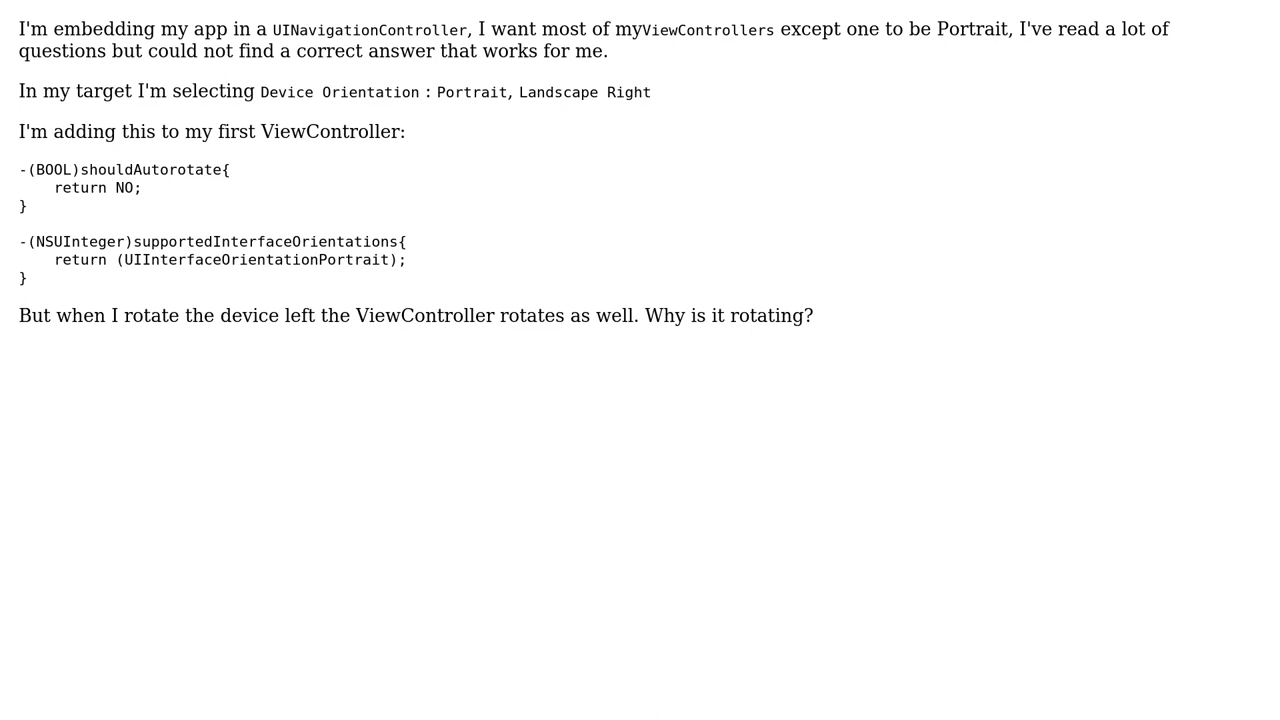 I'm embedding my app in a UINavigationController, I want most of myViewControllers except one to be Portrait, I've read a lot of
questions but could not find a correct answer that works for me.
In my target I'm selecting Device Orientation : Portrait, Landscape Right
I'm adding this to my first ViewController:
-(BOOL)shouldAutorotate{
    return NO;
}
-(NSUInteger)supportedInterfaceOrientations{
    return (UIInterfaceOrientationPortrait);
}
But when I rotate the device left the ViewController rotates as well. Why is it rotating?